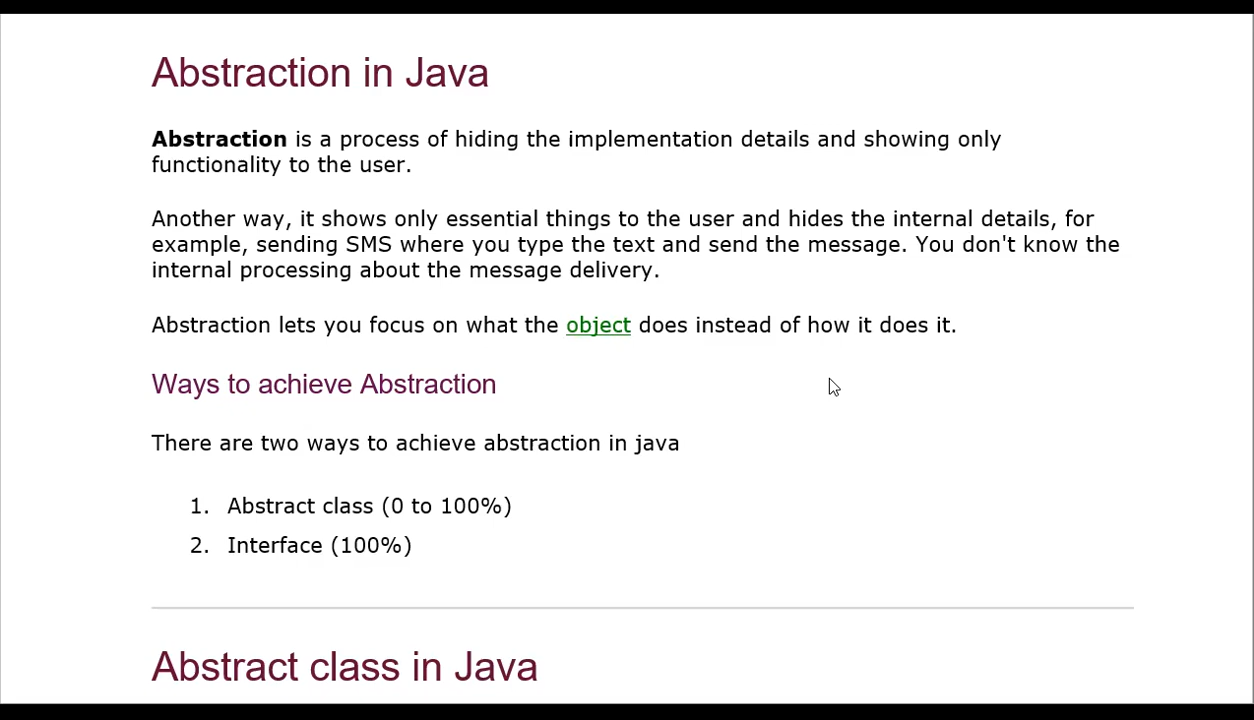 Abstraction in Java
Abstraction is a process of hiding the implementation details and showing only
functionality to the user.
Another way, it shows only essential things to the user and hides the internal details, for
example, sending SMS where you type the text and send the message. You don't know the
internal processing about the message delivery.
Abstraction lets you focus on what the object does instead of how it does it.
Ways to achieve Abstraction
There are two ways to achieve abstraction in java
1. Abstract class (0 to 100%)
2. Interface (100%)
Abstract class in Java